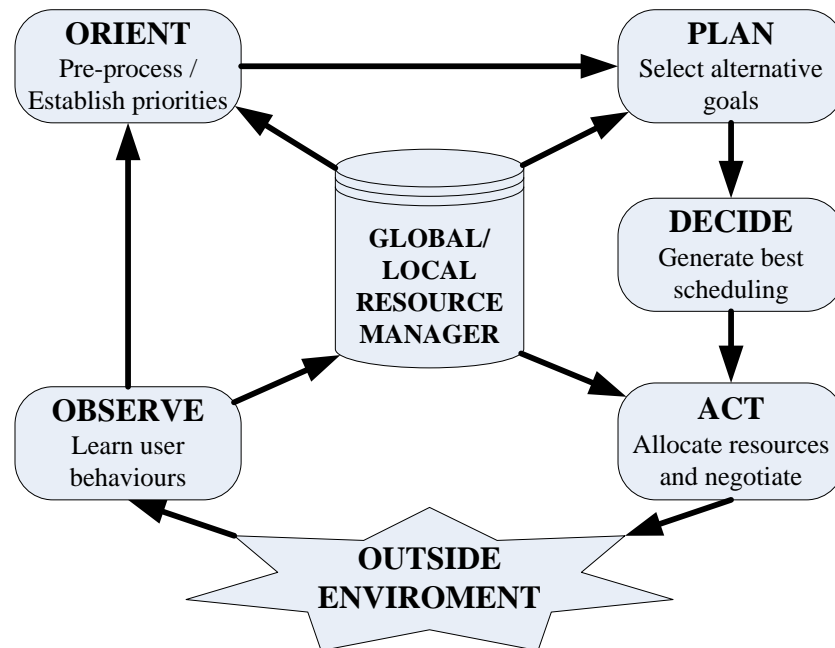 ORIENT
Pre-process /
Establish priorities
PLAN
Select alternative
goals
GLOBAL/
LOCAL
RESOURCE
MANAGER
DECIDE
Generate best
scheduling
OBSERVE
Learn user
behaviours
ACT
Allocate resources
and negotiate
OUTSIDE
ENVIROMENT